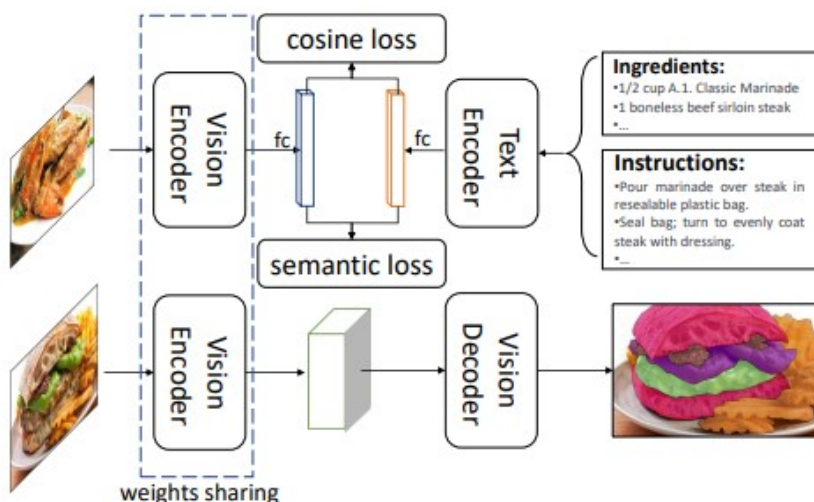 cosine loss
Vision
Encoder
fc
fc
Text
Encoder
Ingredients:
•1/2 cup A.1. Classic Marinade
•1 boneless beef sirloin steak
•...
Instructions:
•Pour marinade over steak in
resealable plastic bag.
•Seal bag; turn to evenly coat
steak with dressing.
•...
semantic loss
Vision
Encoder
Vision
Decoder
weights sharing